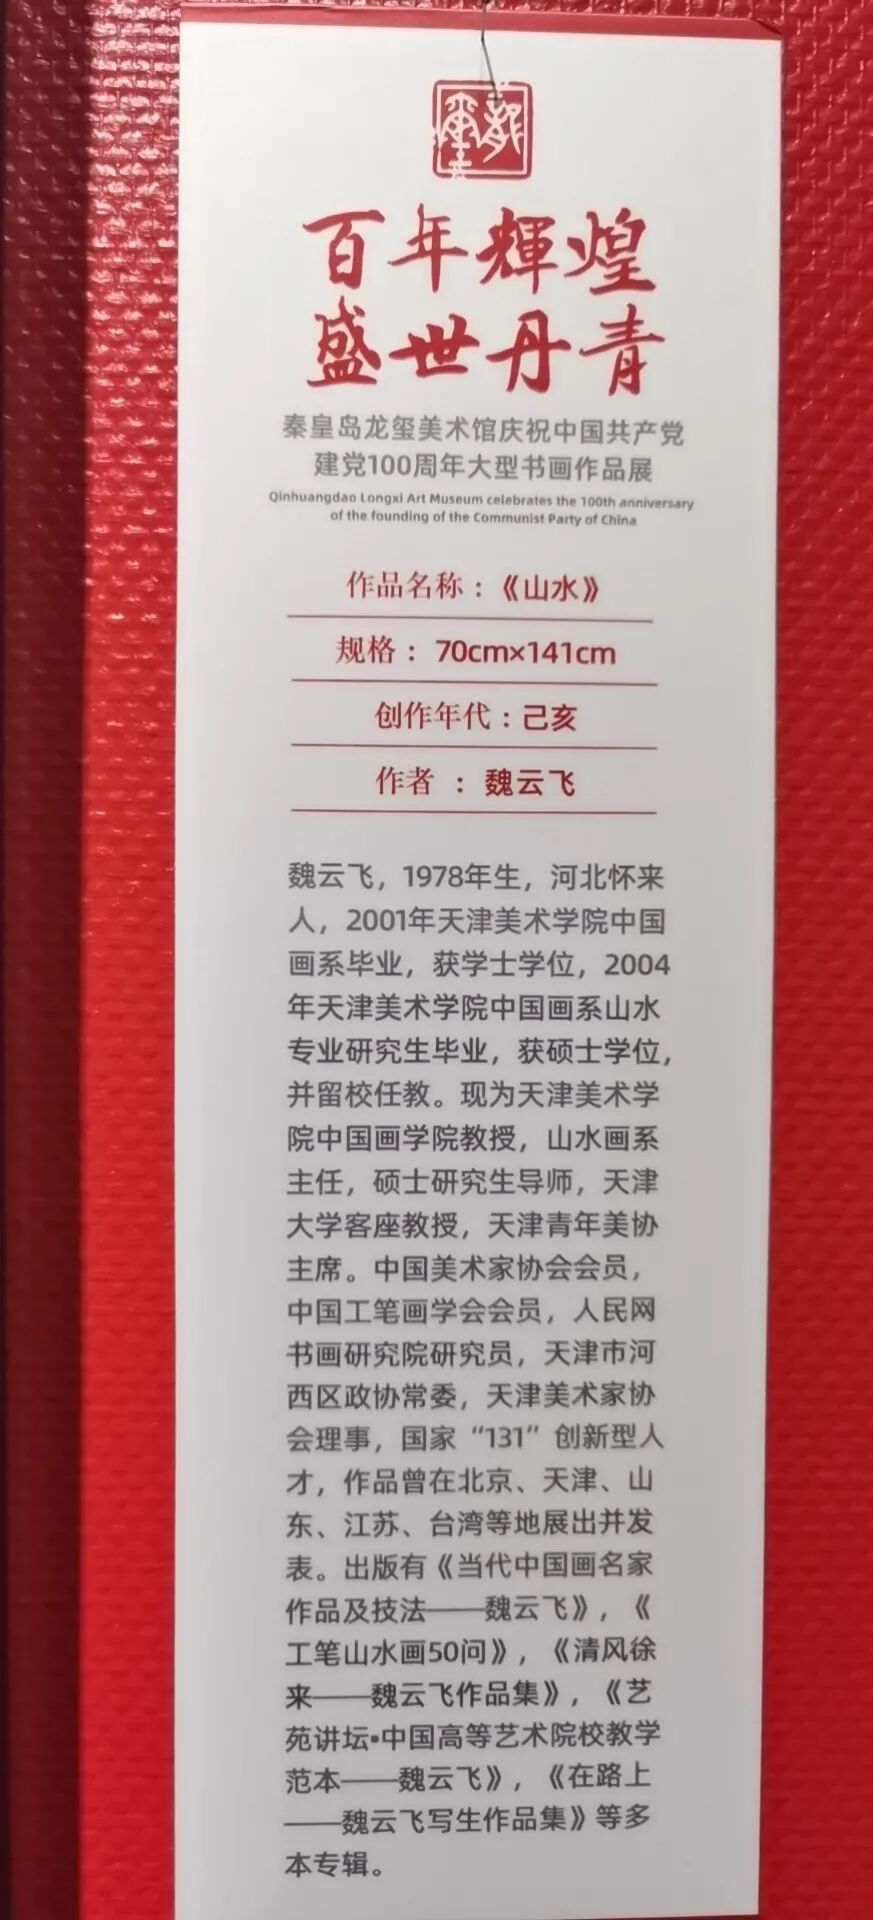 百年輝煌
盛世丹青
秦皇岛龙玺美术馆庆祝中国共产党
建党100周年大型书画作品展
Qinhuangdao Longxi Art Museum celebrates the 100th anniversary
of the founding of the Communist Party of China
作品名称：《山水》
规格：70cm×141cm
创作年代：己亥
作者：魏云飞
魏云飞，1978年生，河北怀来
人，2001年天津美术学院中国
画系毕业，获学士学位，2004
年天津美术学院中国画系山水
专业研究生毕业，获硕士学位，
并留校任教。现为天津美术学
院中国画学院教授，山水画系
主任，硕士研究生导师，天津
大学客座教授，天津青年美协
主席。中国美术家协会会员，
中国工笔画学会会员，人民网
书画研究院研究员，天津市河
西区政协常委，天津美术家协
会理事，国家“131”创新型人
才，作品曾在北京、天津、山
东、江苏、台湾等地展出并发
表。出版有《当代中国画名家
作品及技法——魏云飞》，《
工笔山水画50问》，《清风徐
来——魏云飞作品集》，《艺
苑讲坛•中国高等艺术院校教学
范本——魏云飞》，《在路上
——魏云飞写生作品集》等多
本专辑。